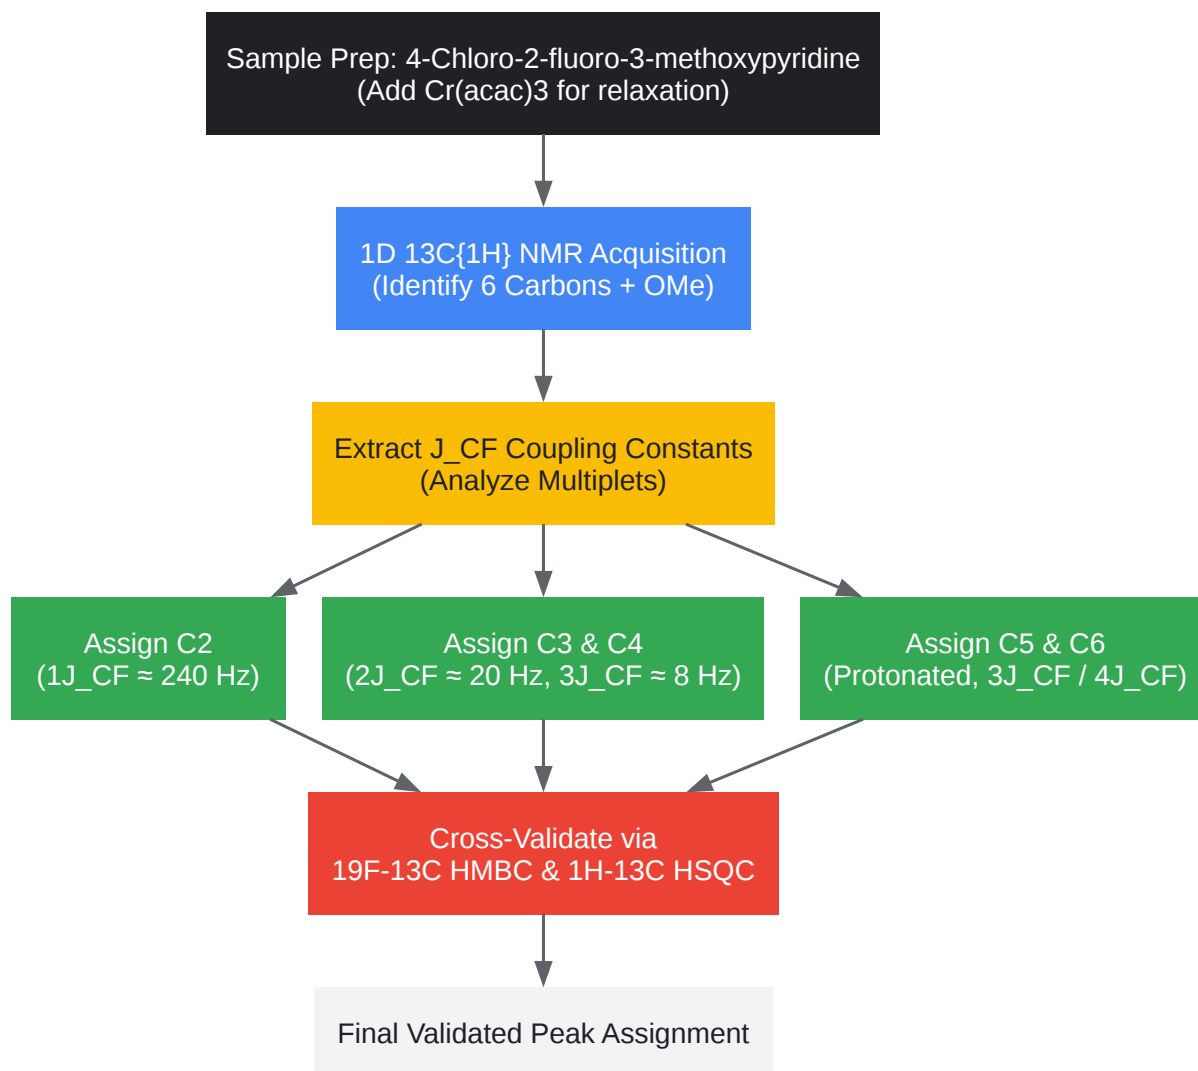 Sample Prep: 4-Chloro-2-fluoro-3-methoxypyridine
(Add Cr(acac)3 for relaxation)
1D 13C{1H} NMR Acquisition
(Identify 6 Carbons + OMe)
Extract J_CF Coupling Constants
(Analyze Multiplets)
Assign C2
(1J_CF ≈ 240 Hz)
Assign C3 & C4
(2J_CF ≈ 20 Hz, 3J_CF ≈ 8 Hz)
Assign C5 & C6
(Protonated, 3J_CF / 4J_CF)
Cross-Validate via
19F-13C HMBC & 1H-13C HSQC
Final Validated Peak Assignment